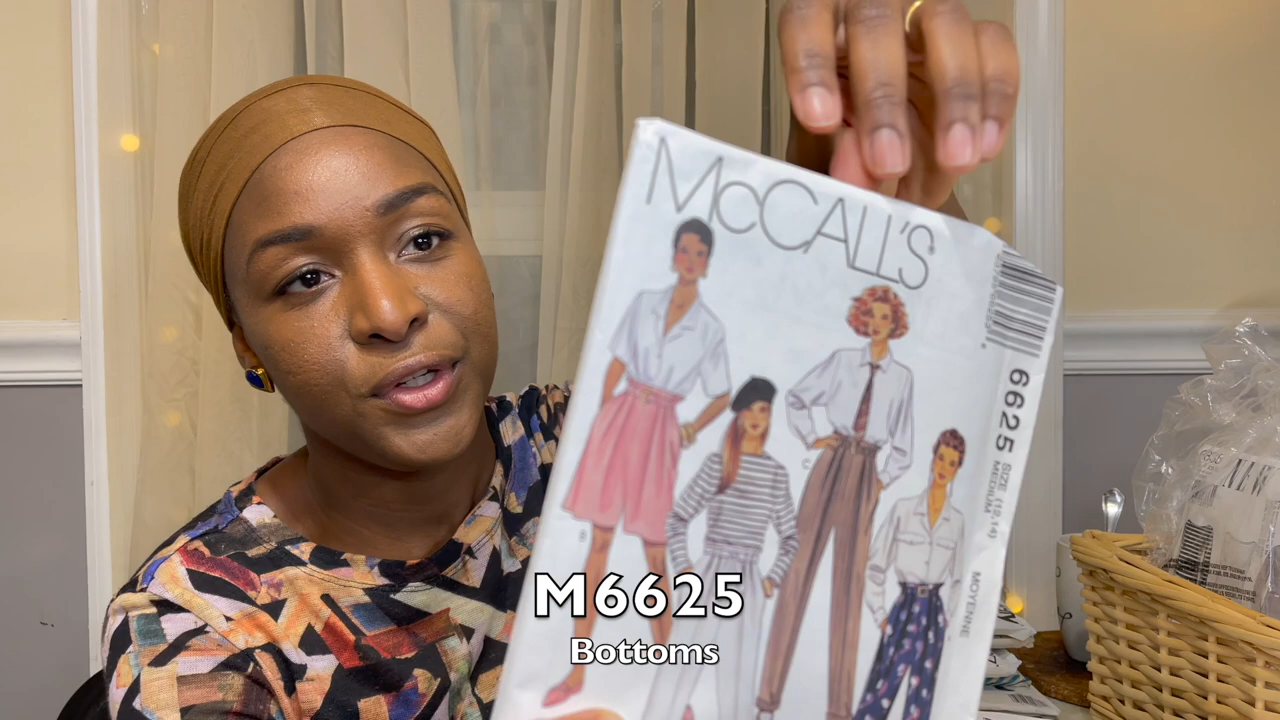 McCALL'S
6625
SIZE (12,14)
MEDIUM
MOYENNE
B
C
M6625
Bottoms